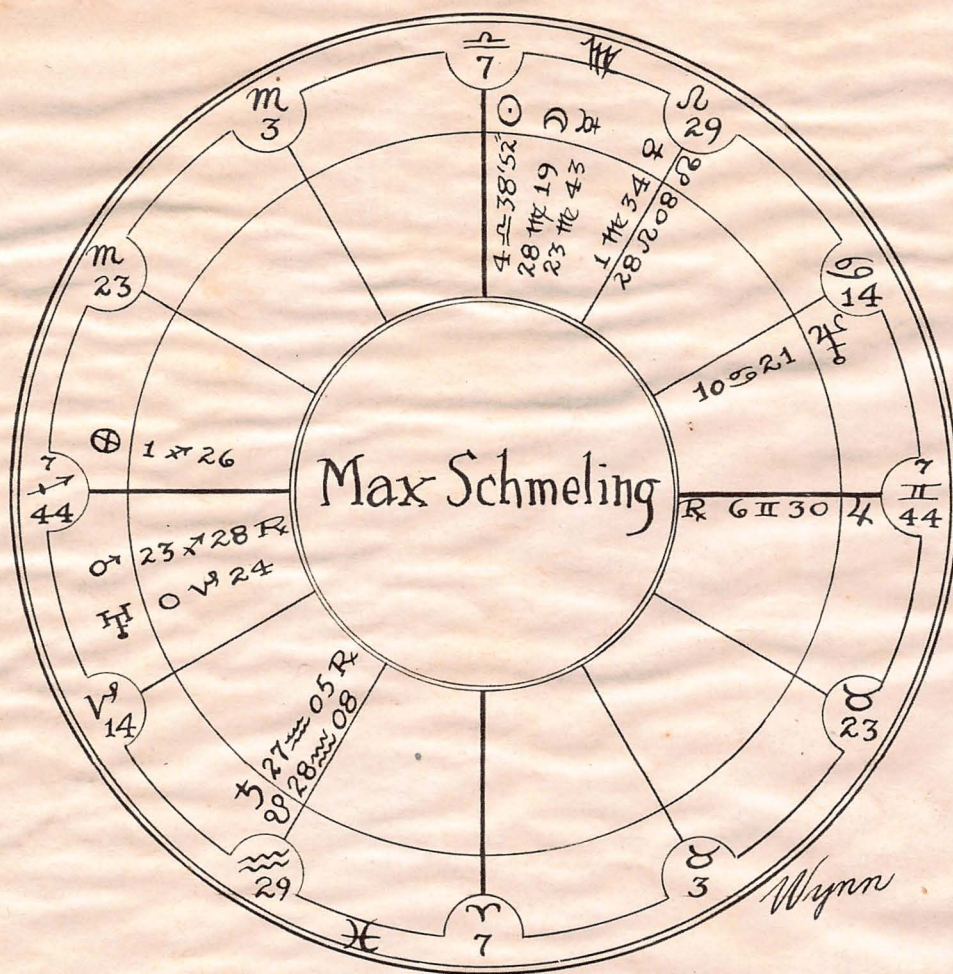 ♎
7
♍
♌
29
♋
14
7
♊
44
♉
23
♉
3
♈
7
♓
♒
29
♑
14
7
♐
44
♏
23
♏
3
☉ 4 ♎ 38' 52"
☽ 28 ♍ 19
☿ 23 ♍ 43
♀ 1 ♍ 34
☊ 28 ♌ 08
10 ♋ 21 ♆
℞ 6 ♊ 30 ♃
⊗ 1 ♐ 26
♂ 23 ♐ 28 ℞
♅ 0 ♑ 24
♄ 27 ♒ 05 ℞
☋ 28 ♒ 08
Max Schmeling
Wynn